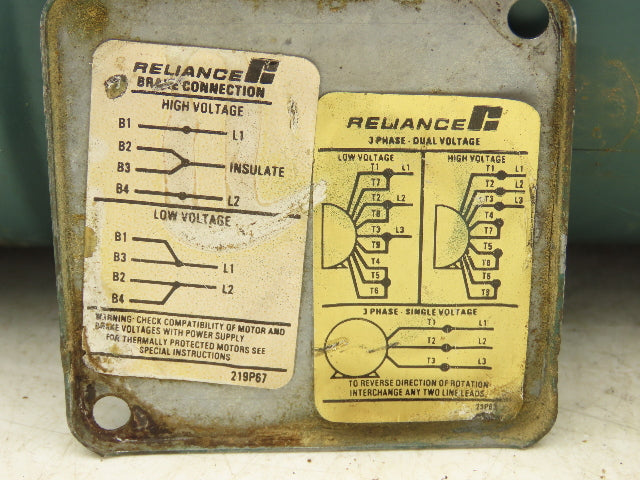 RELIANCE
BRAKE CONNECTION
HIGH VOLTAGE
B1 L1
B2
INSULATE
B3
B4 L2
LOW VOLTAGE
B1
B3 L1
B2 L2
B4
WARNING- CHECK COMPATIBILITY OF MOTOR AND
BRAKE VOLTAGES WITH POWER SUPPLY
FOR THERMALLY PROTECTED MOTORS SEE
SPECIAL INSTRUCTIONS
219P67
RELIANCE
3 PHASE - DUAL VOLTAGE
LOW VOLTAGE
T1 L1
T7
T2 L2
T8
T3 L3
T9
T4
T5
T6
HIGH VOLTAGE
T1 L1
T2 L2
T3 L3
T4
T7
T5
T8
T6
3 PHASE - SINGLE VOLTAGE
T1 L1
T2 L2
T3 L3
TO REVERSE DIRECTION OF ROTATION
INTERCHANGE ANY TWO LINE LEADS.